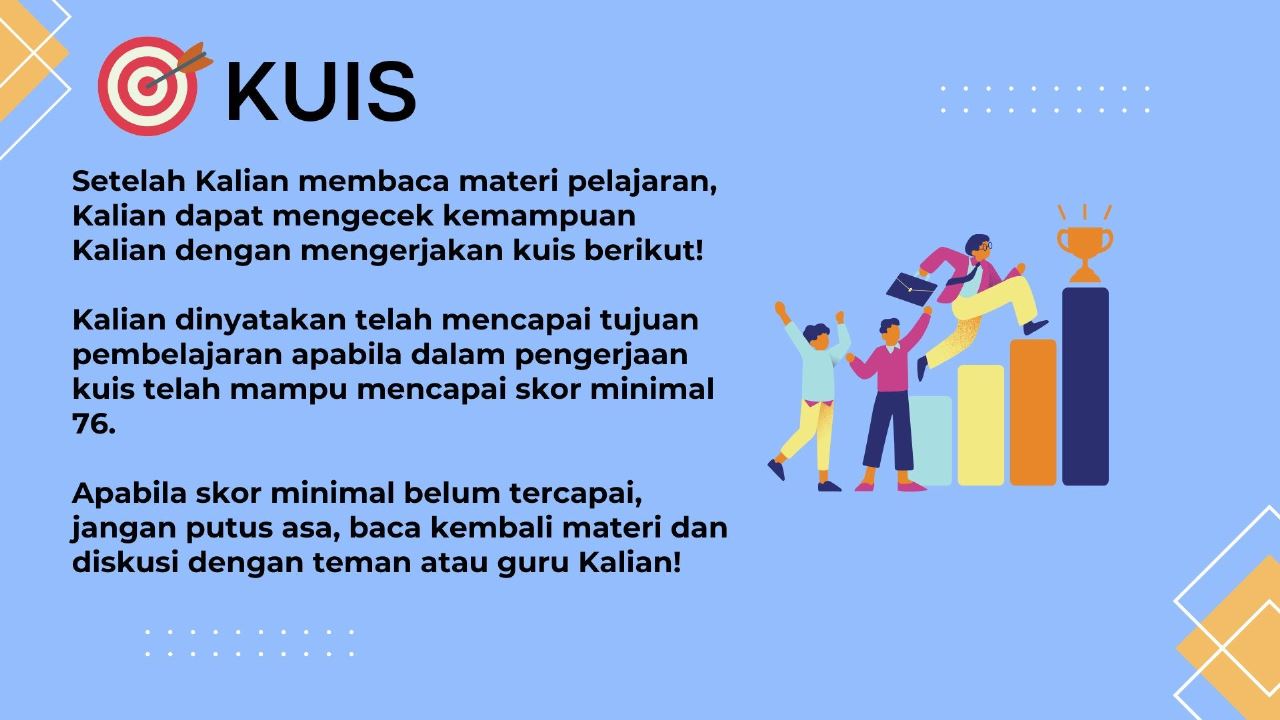 KUIS
Setelah Kalian membaca materi pelajaran,
Kalian dapat mengecek kemampuan
Kalian dengan mengerjakan kuis berikut!
Kalian dinyatakan telah mencapai tujuan
pembelajaran apabila dalam pengerjaan
kuis telah mampu mencapai skor minimal
76.
Apabila skor minimal belum tercapai,
jangan putus asa, baca kembali materi dan
diskusi dengan teman atau guru Kalian!